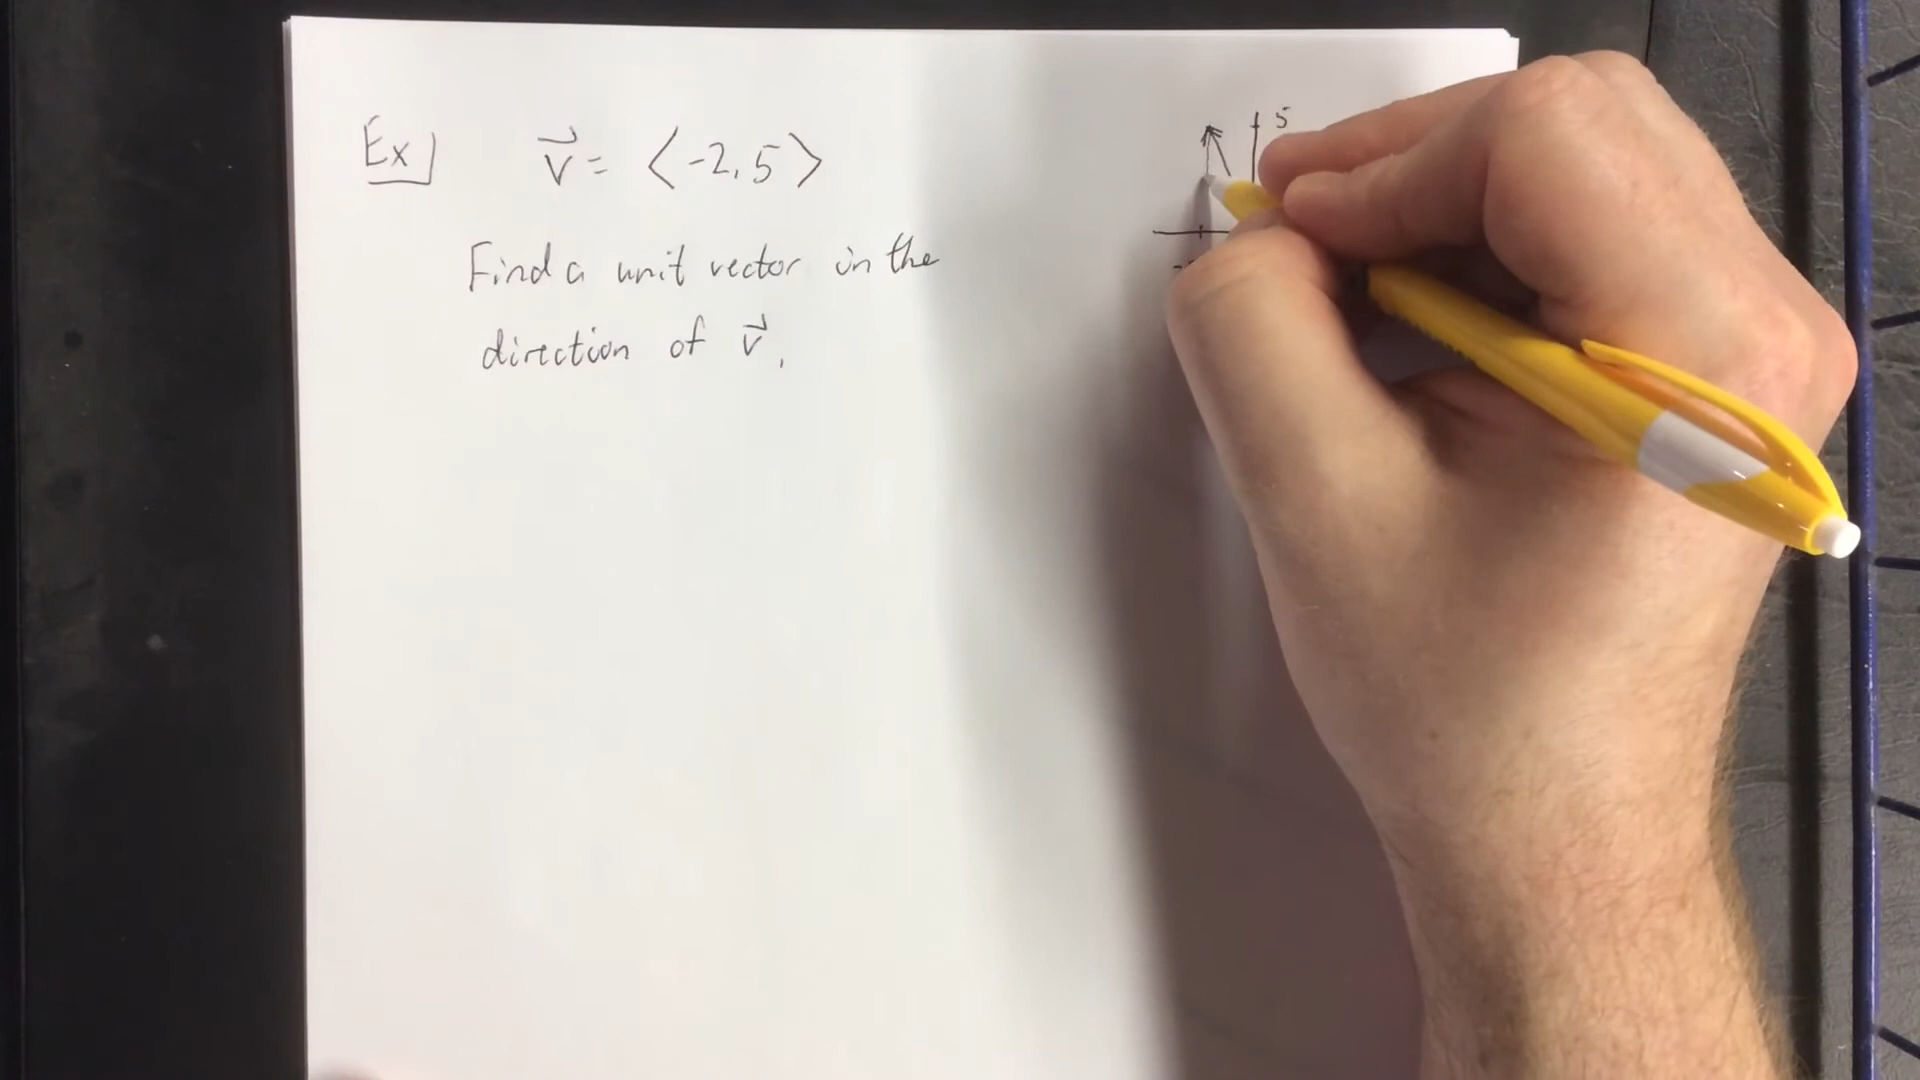 Ex] v⃗ = ⟨-2, 5⟩
5
Find a unit vector in the
direction of v⃗.